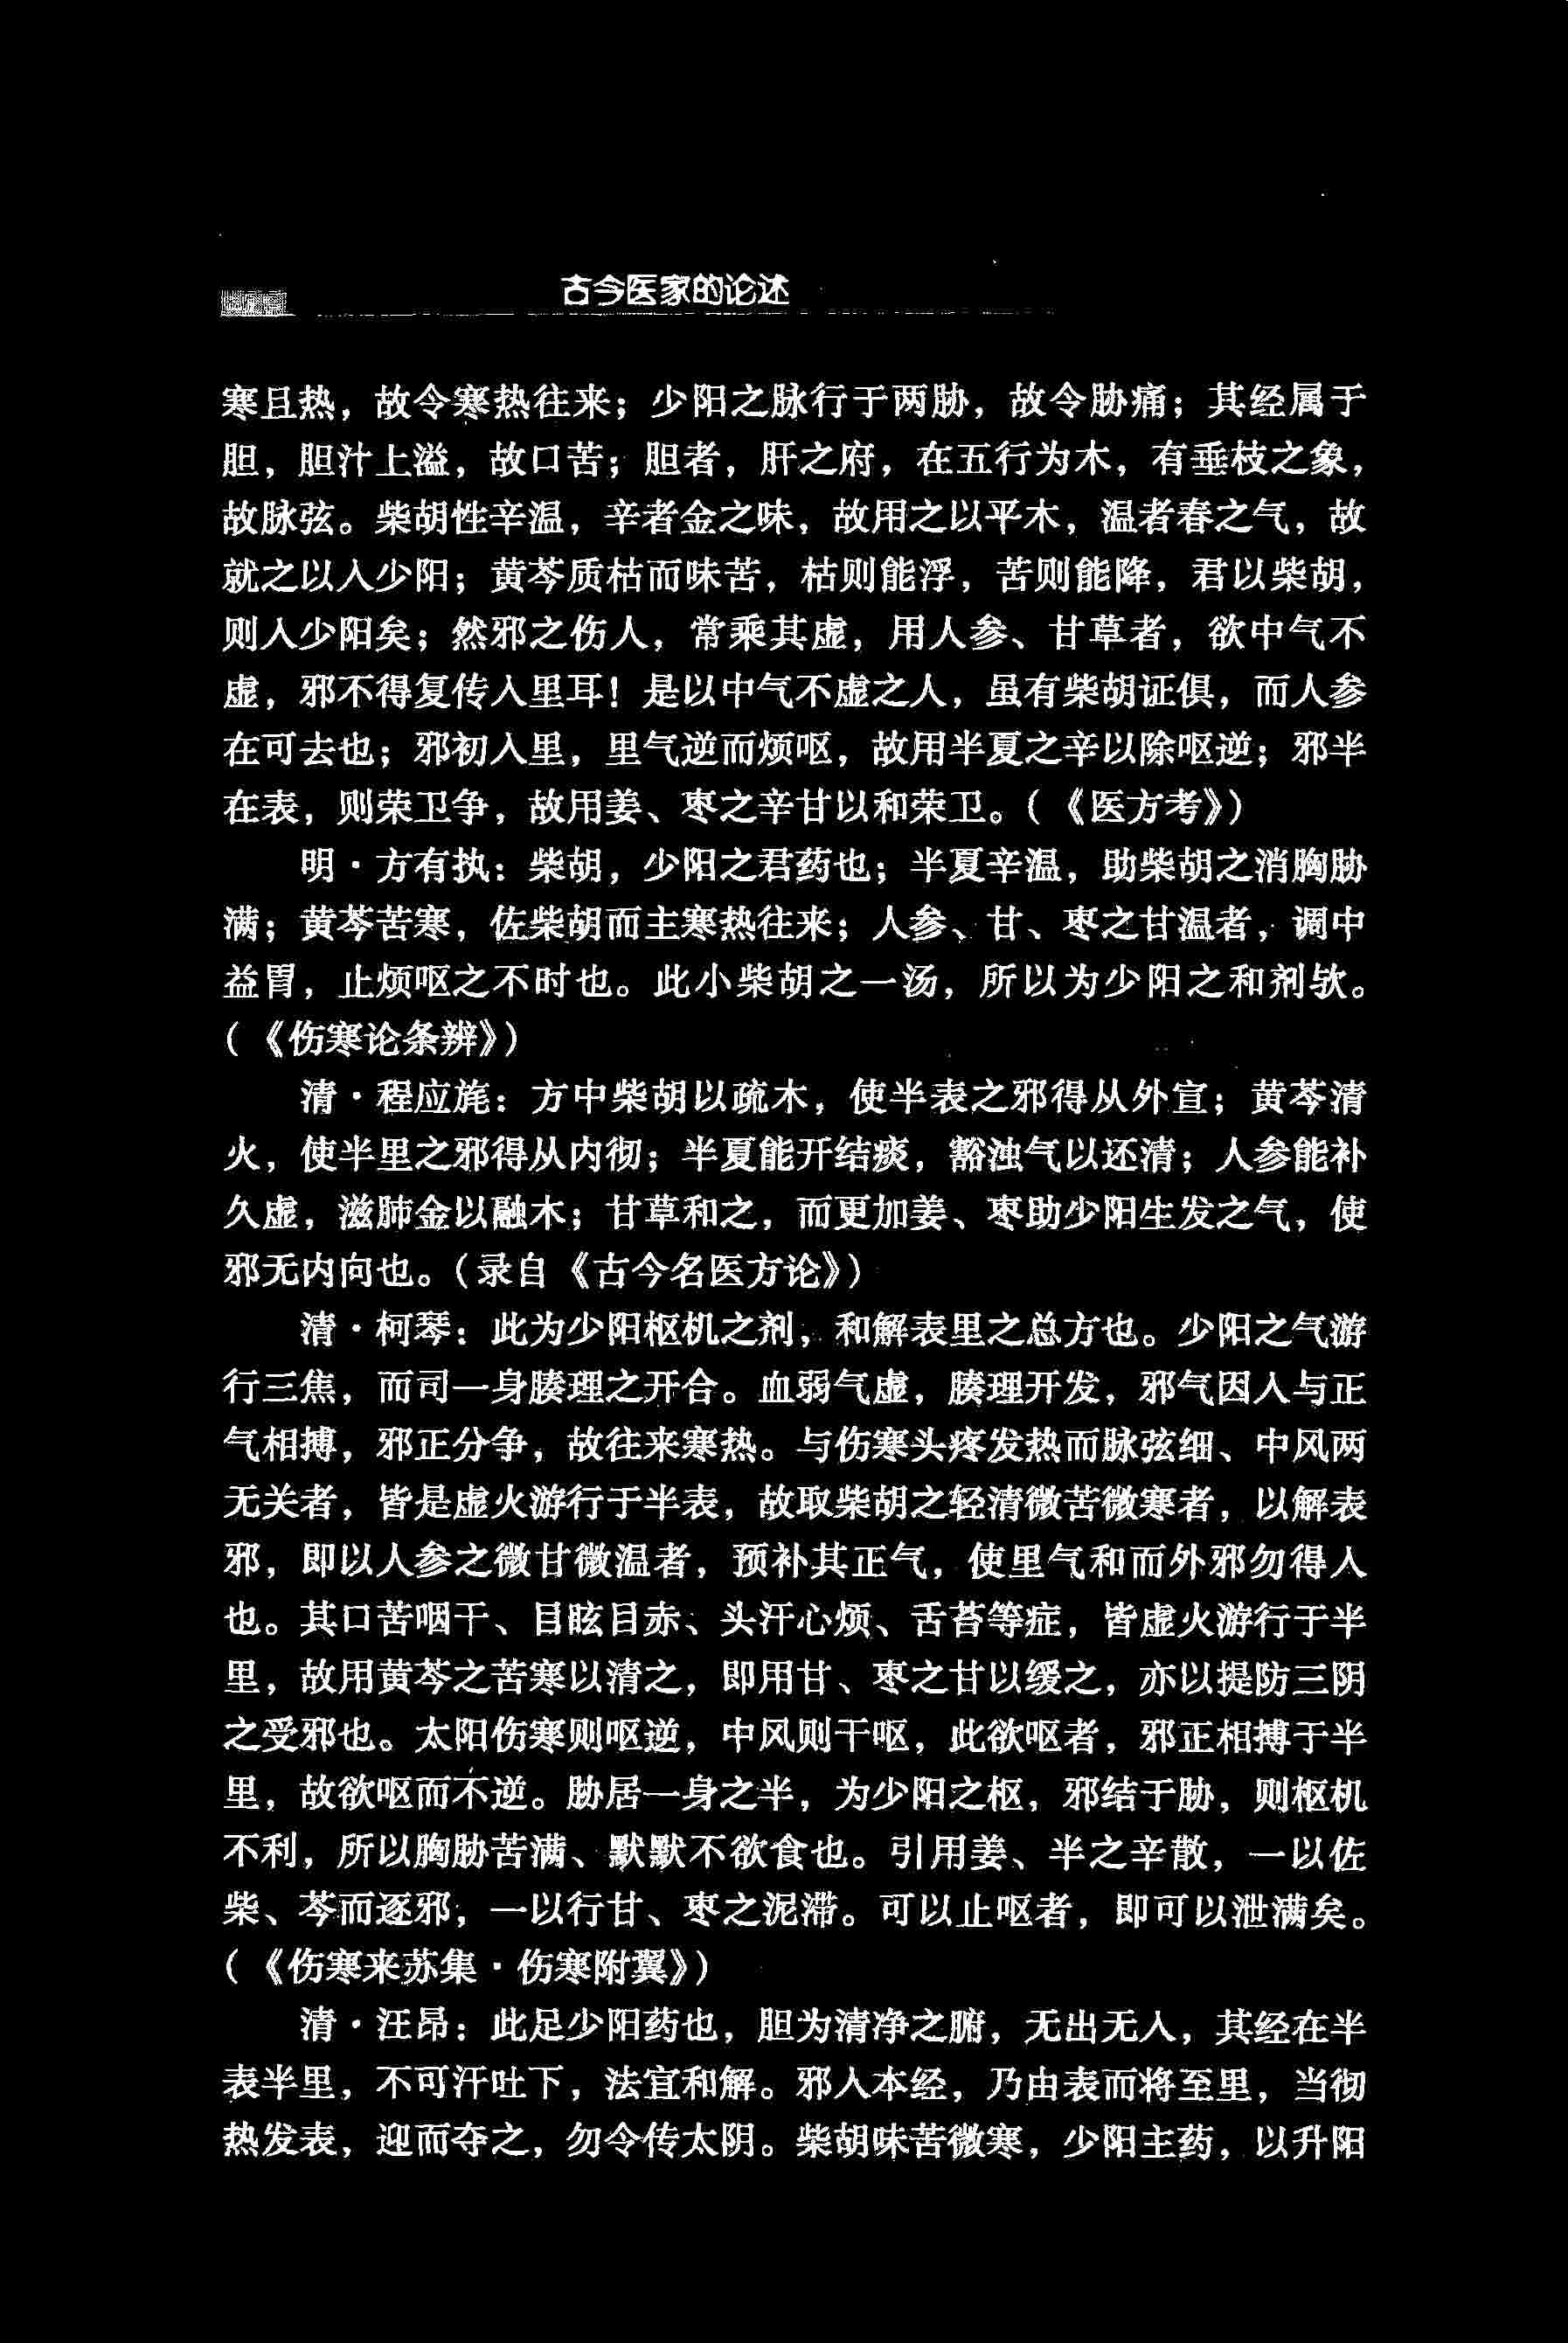 古今医家的论述
寒且热，故令寒热往来；少阳之脉行于两胁，故令胁痛；其经属于
胆，胆汁上溢，故口苦；胆者，肝之府，在五行为木，有垂枝之象，
故脉弦。柴胡性辛温，辛者金之味，故用之以平木，温者春之气，故
就之以入少阳；黄芩质枯而味苦，枯则能浮，苦则能降，君以柴胡，
则入少阳矣；然邪之伤人，常乘其虚，用人参、甘草者，欲中气不
虚，邪不得复传入里耳！是以中气不虚之人，虽有柴胡证俱，而人参
在可去也；邪初入里，里气逆而烦呕，故用半夏之辛以除呕逆；邪半
在表，则荣卫争，故用姜、枣之辛甘以和荣卫。(《医方考》)
明·方有执：柴胡，少阳之君药也；半夏辛温，助柴胡之消胸胁
满；黄芩苦寒，佐柴胡而主寒热往来；人参、甘、枣之甘温者，调中
益胃，止烦呕之不时也。此小柴胡之一汤，所以为少阳之和剂欤。
(《伤寒论条辨》)
清·程应旄：方中柴胡以疏木，使半表之邪得从外宣；黄芩清
火，使半里之邪得从内彻；半夏能开结痰，豁浊气以还清；人参能补
久虚，滋肺金以融木；甘草和之，而更加姜、枣助少阳生发之气，使
邪无内向也。(录自《古今名医方论》)
清·柯琴：此为少阳枢机之剂，和解表里之总方也。少阳之气游
行三焦，而司一身腠理之开合。血弱气虚，腠理开发，邪气因入与正
气相搏，邪正分争，故往来寒热。与伤寒头疼发热而脉弦细、中风两
无关者，皆是虚火游行于半表，故取柴胡之轻清微苦微寒者，以解表
邪，即以人参之微甘微温者，预补其正气，使里气和而外邪勿得入
也。其口苦咽干、目眩目赤、头汗心烦、舌苔等症，皆虚火游行于半
里，故用黄芩之苦寒以清之，即用甘、枣之甘以缓之，亦以提防三阴
之受邪也。太阳伤寒则呕逆，中风则干呕，此欲呕者，邪正相搏于半
里，故欲呕而不逆。胁居一身之半，为少阳之枢，邪结于胁，则枢机
不利，所以胸胁苦满、默默不欲食也。引用姜、半之辛散，一以佐
柴、芩而逐邪，一以行甘、枣之泥滞。可以止呕者，即可以泄满矣。
(《伤寒来苏集·伤寒附翼》)
清·汪昂：此足少阳药也，胆为清净之腑，无出无入，其经在半
表半里，不可汗吐下，法宜和解。邪入本经，乃由表而将至里，当彻
热发表，迎而夺之，勿令传太阴。柴胡味苦微寒，少阳主药，以升阳